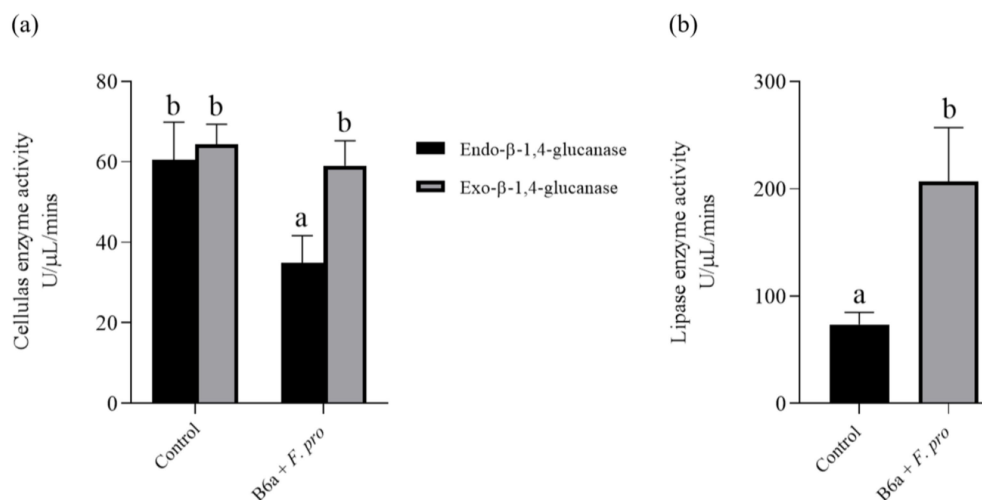 (a)
Cellulas enzyme activity
U/μL/mins
80
60
40
20
0
b
b
a
b
Control
B6a + F. pro
Endo-β-1,4-glucanase
Exo-β-1,4-glucanase
(b)
Lipase enzyme activity
U/μL/mins
300
200
100
0
a
b
Control
B6a + F. pro